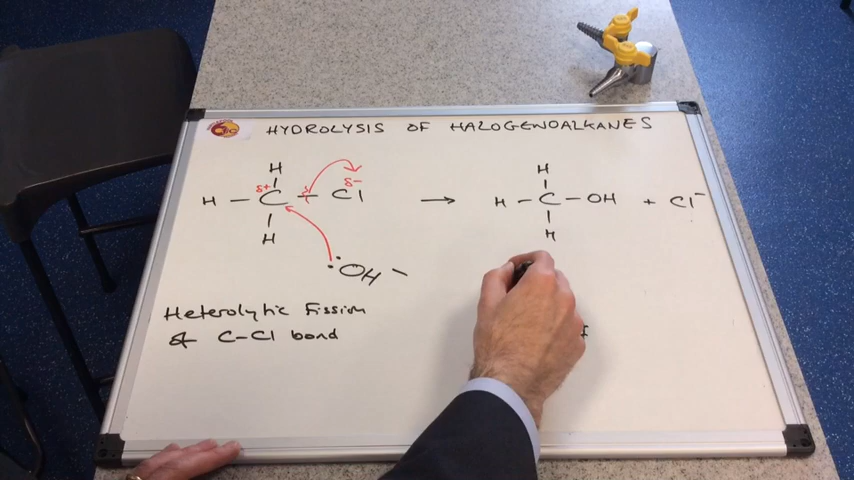 HYDROLYSIS OF HALOGENOALKANES
H H
δ+ δ-
H - C - Cl → H - C - OH + Cl⁻
H H
:OH⁻
Heterolytic Fission
of C-Cl bond